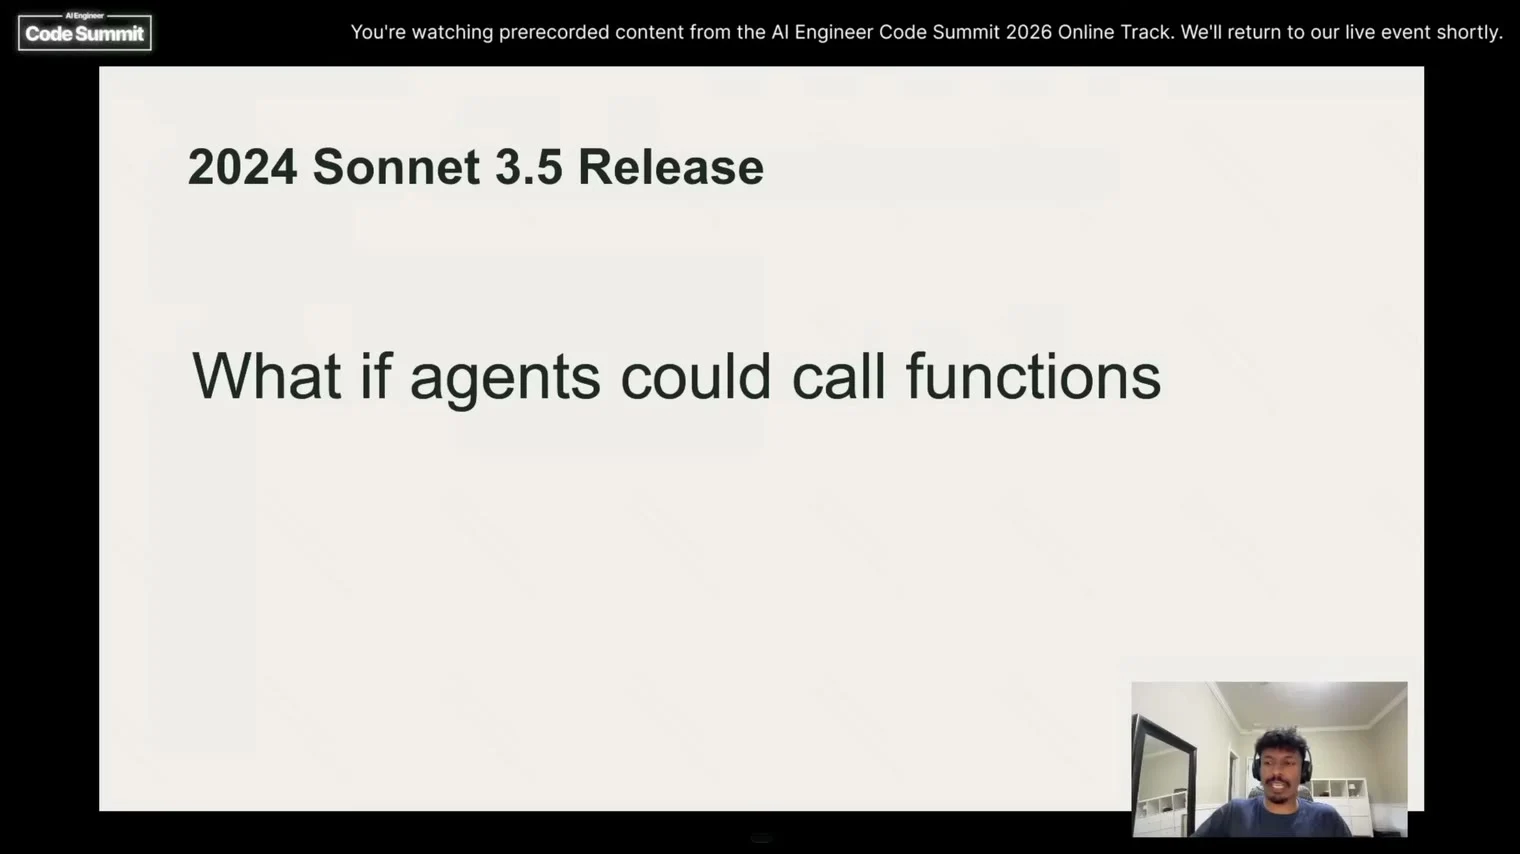 AI Engineer
Code Summit
You're watching prerecorded content from the AI Engineer Code Summit 2026 Online Track. We'll return to our live event shortly.
2024 Sonnet 3.5 Release
What if agents could call functions